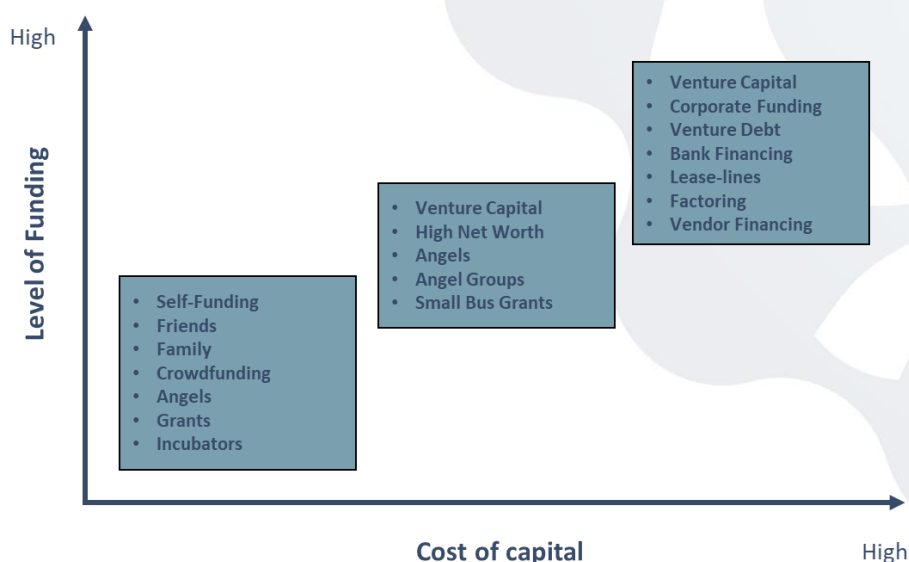 High
Level of Funding
• Self-Funding
• Friends
• Family
• Crowdfunding
• Angels
• Grants
• Incubators
• Venture Capital
• High Net Worth
• Angels
• Angel Groups
• Small Bus Grants
• Venture Capital
• Corporate Funding
• Venture Debt
• Bank Financing
• Lease-lines
• Factoring
• Vendor Financing
Cost of capital
High